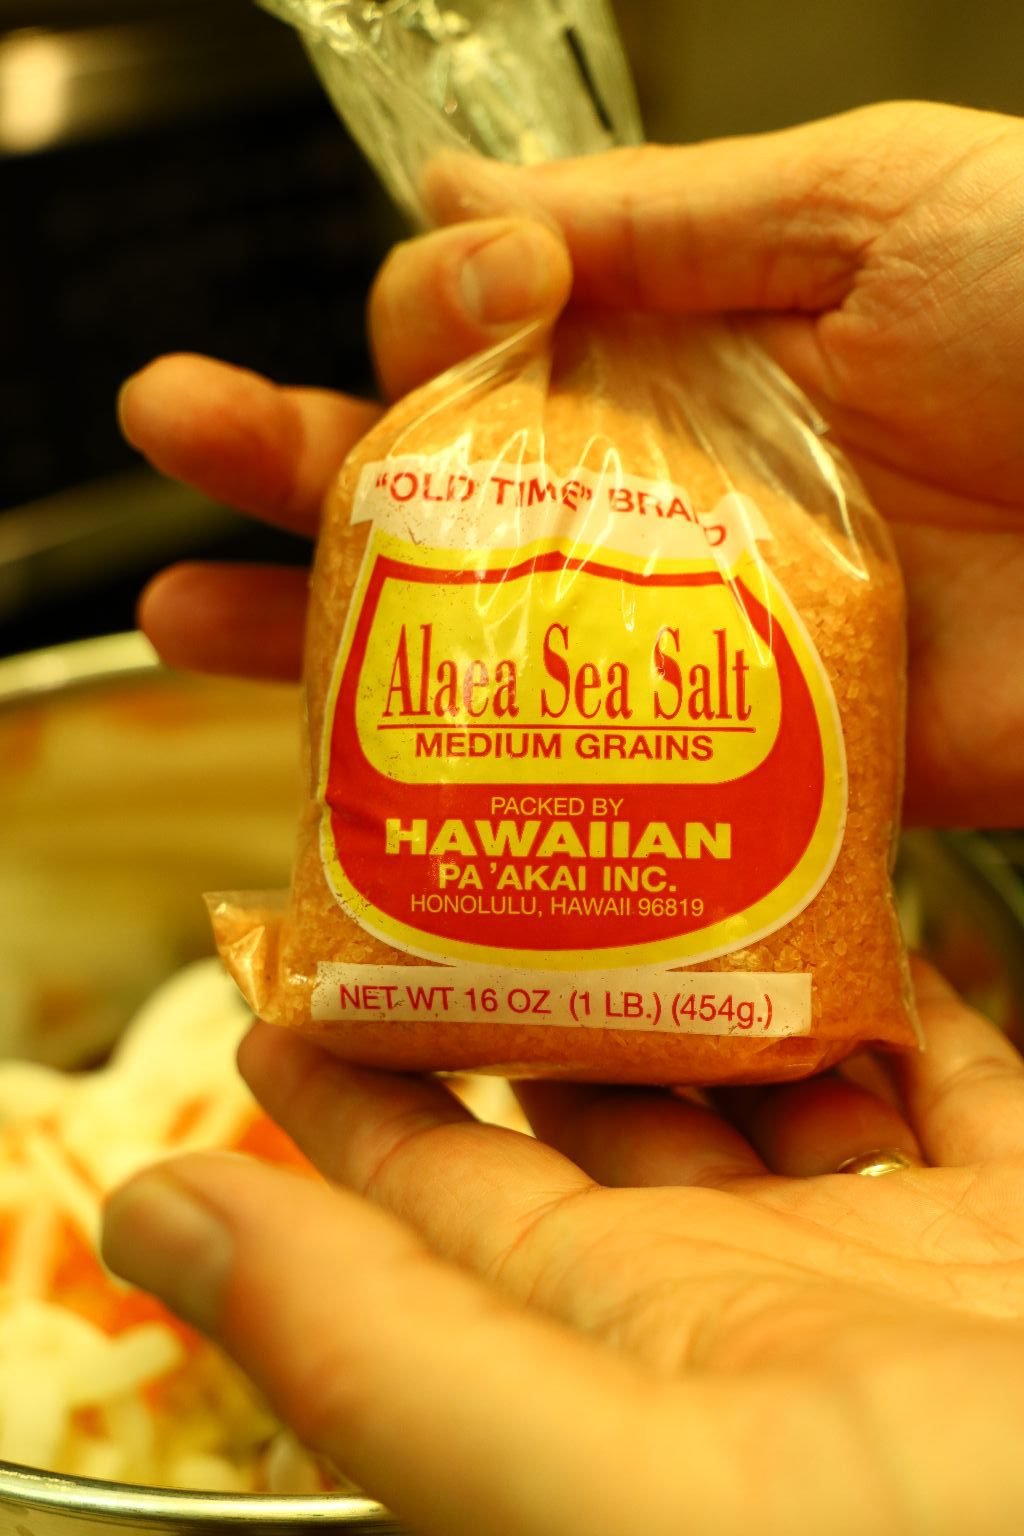 "OLD TIME" BRAND
Alaea Sea Salt
MEDIUM GRAINS
PACKED BY
HAWAIIAN
PA'AKAI INC.
HONOLULU, HAWAII 96819
NET WT 16 OZ (1 LB.) (454g.)